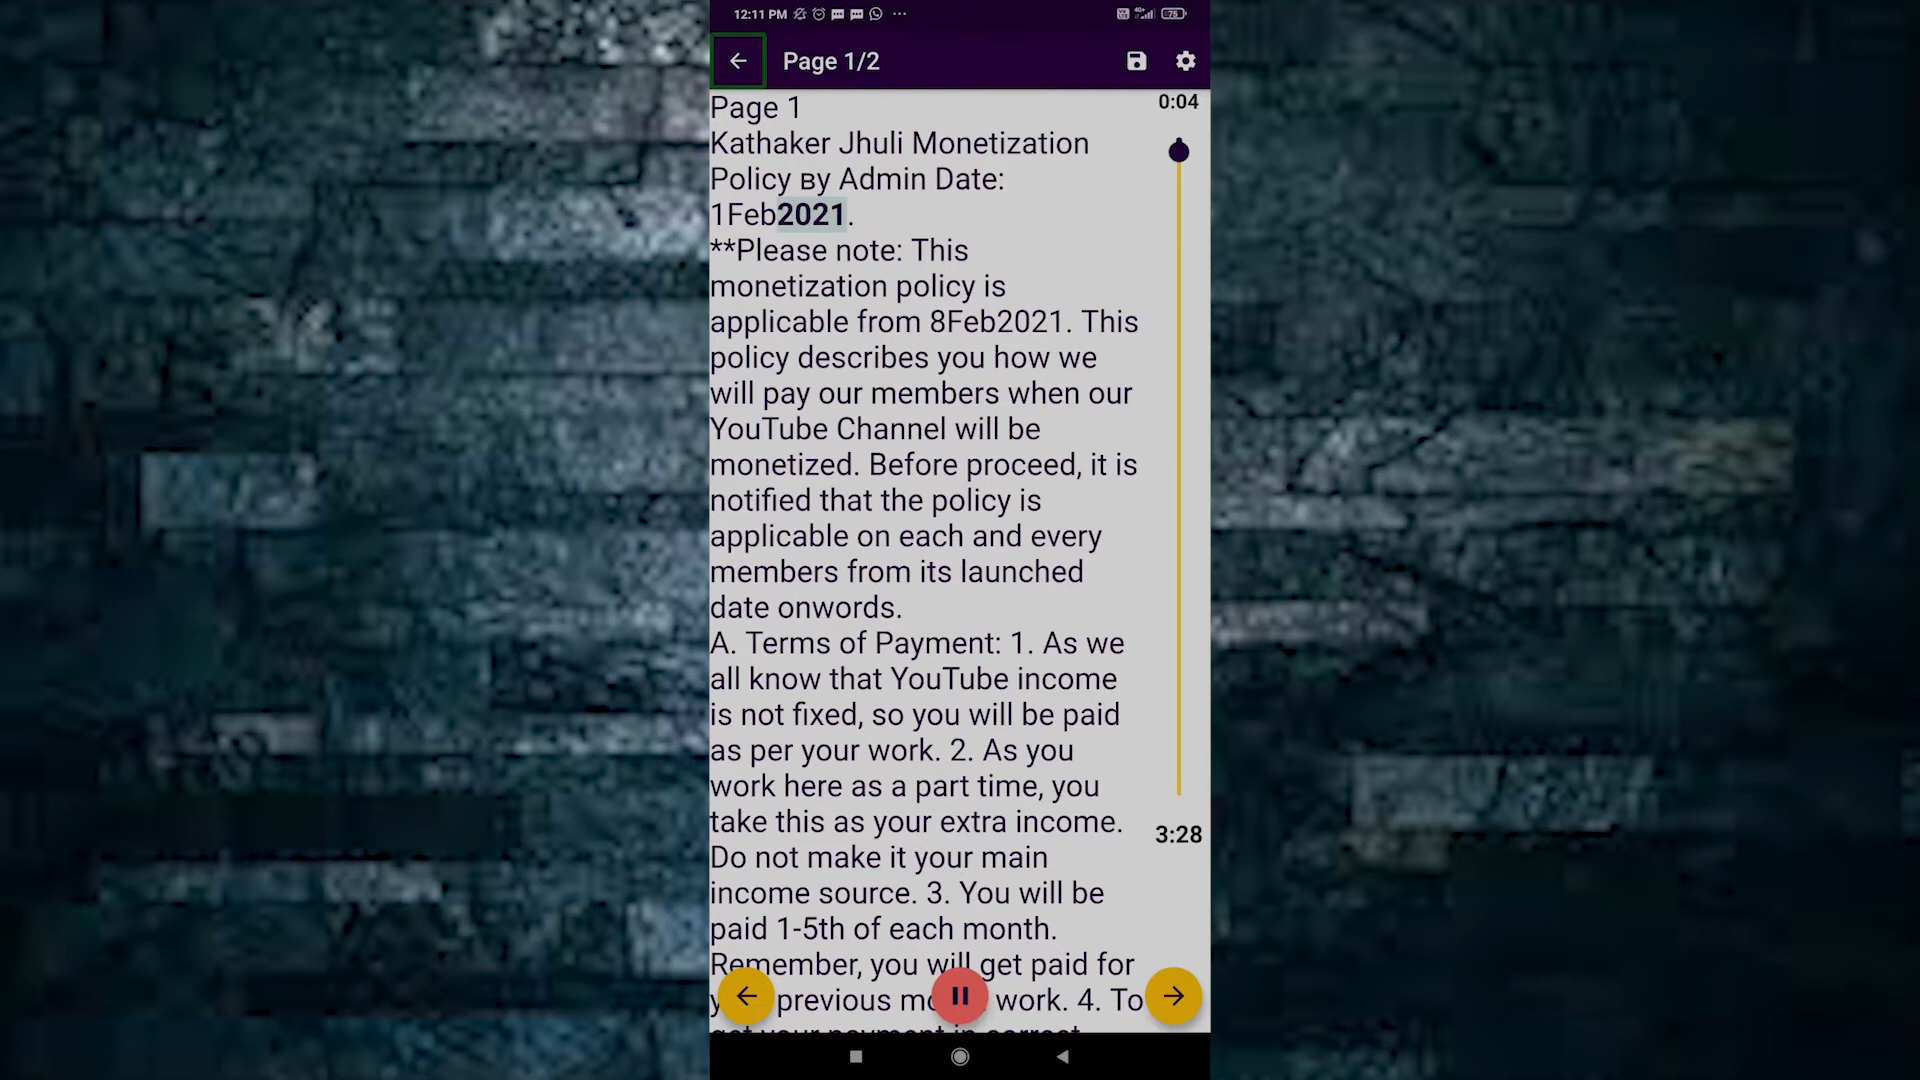 12:11 PM
4G+
75
Page 1/2
0:04
Page 1
Kathaker Jhuli Monetization
Policy ву Admin Date:
1Feb2021.
**Please note: This
monetization policy is
applicable from 8Feb2021. This
policy describes you how we
will pay our members when our
YouTube Channel will be
monetized. Before proceed, it is
notified that the policy is
applicable on each and every
members from its launched
date onwords.
A. Terms of Payment: 1. As we
all know that YouTube income
is not fixed, so you will be paid
as per your work. 2. As you
work here as a part time, you
take this as your extra income.
Do not make it your main
income source. 3. You will be
paid 1-5th of each month.
Remember, you will get paid for
previous work. 4. To
3:28